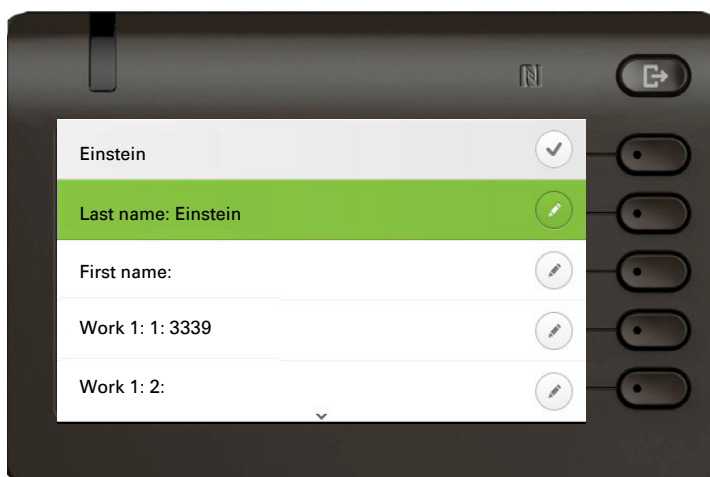 Einstein
Last name: Einstein
First name:
Work 1: 1: 3339
Work 1: 2: